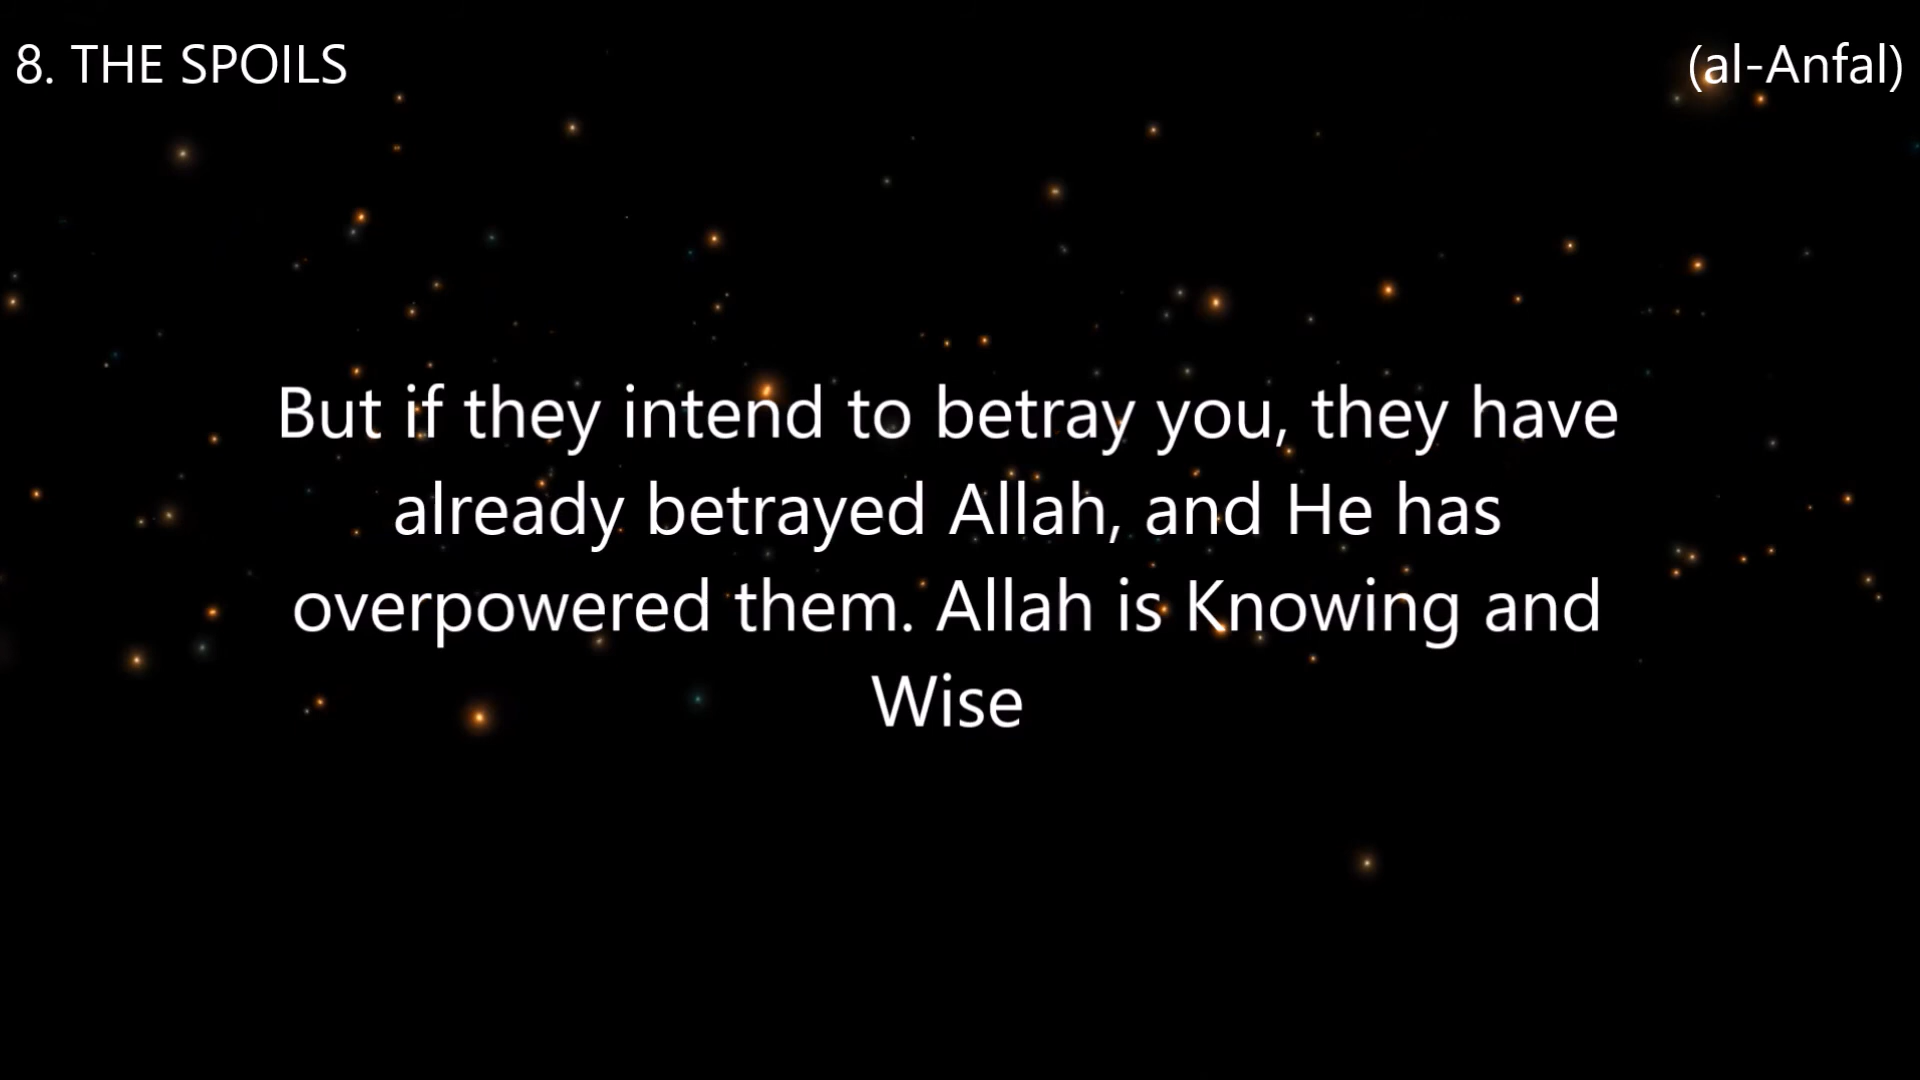 8. THE SPOILS
(al-Anfal)
But if they intend to betray you, they have
already betrayed Allah, and He has
overpowered them. Allah is Knowing and
Wise